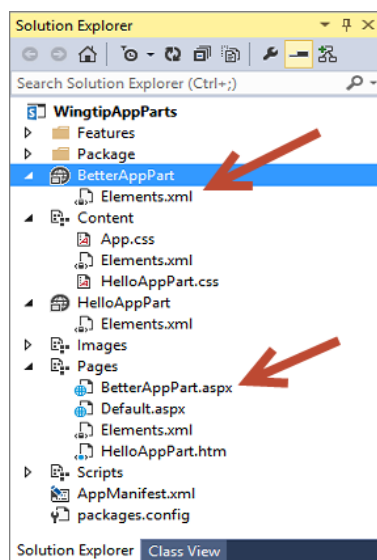 Solution Explorer
Search Solution Explorer (Ctrl+;)
WingtipAppParts
Features
Package
BetterAppPart
Elements.xml
Content
App.css
Elements.xml
HelloAppPart.css
HelloAppPart
Elements.xml
Images
Pages
BetterAppPart.aspx
Default.aspx
Elements.xml
HelloAppPart.htm
Scripts
AppManifest.xml
packages.config
Solution Explorer Class View